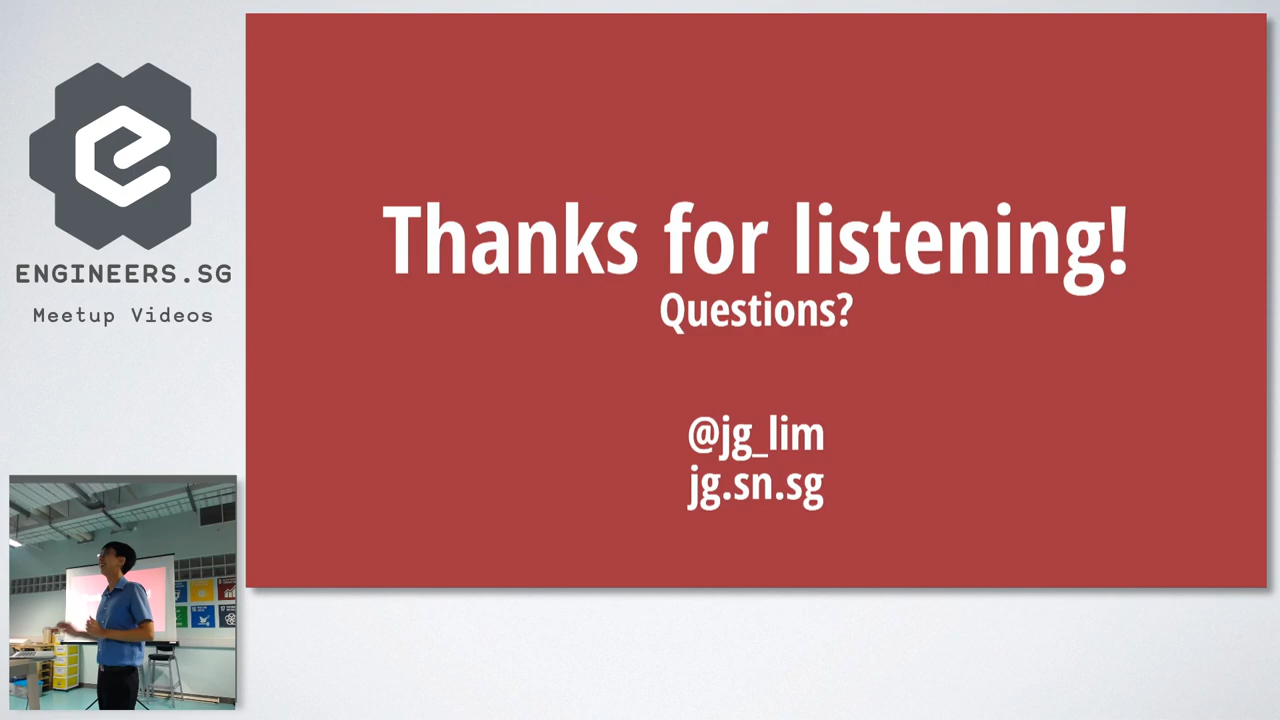 ENGINEERS.SG
Meetup Videos
Thanks for listening!
Questions?
@jg_lim
jg.sn.sg